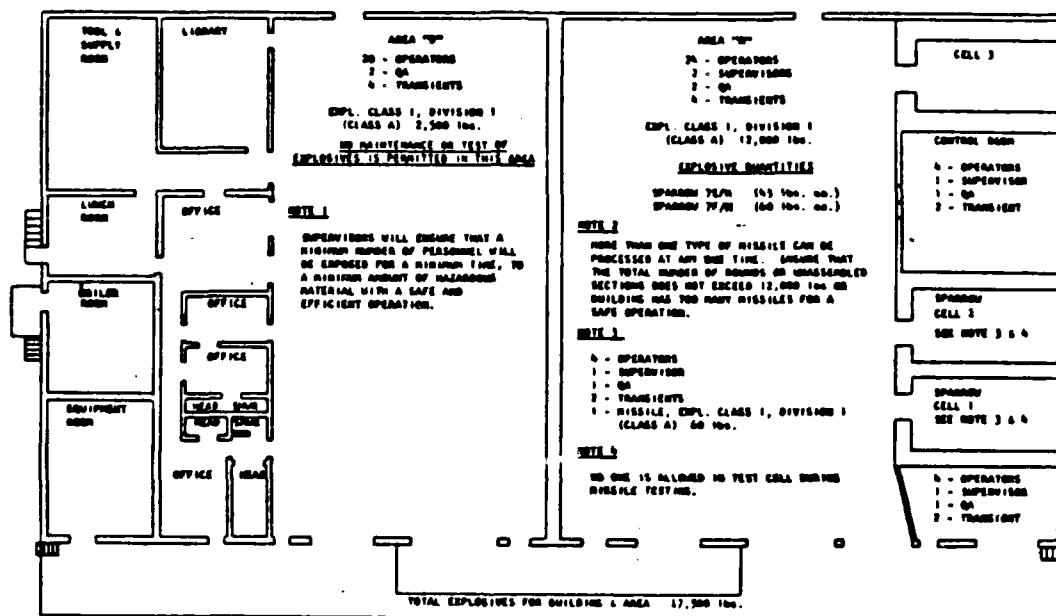 TOOL &
SUPPLY
ROOM
LIBRARY
LUNCH
ROOM
OFFICE
BOILER
ROOM
OFFICE
OFFICE
HEAD
HEAD
EQUIPMENT
ROOM
OFFICE
HEAD
- OPERATORS
2 - QA
4 - TRANSIENTS
EXPL. CLASS 1, DIVISION 1
(CLASS A) 2,500 lbs.
NO MAINTENANCE OR TEST OF
EXPLOSIVES IS PERMITTED IN THIS AREA
NOTE 1
SUPERVISORS WILL ENSURE THAT A
MINIMUM NUMBER OF PERSONNEL WILL
BE EXPOSED FOR A MINIMUM TIME, TO
A MINIMUM AMOUNT OF HAZARDOUS
MATERIAL WITH A SAFE AND
EFFICIENT OPERATION.
AREA
24 - OPERATORS
2 - SUPERVISORS
2 - QA
4 - TRANSIENTS
EXPL. CLASS 1, DIVISION 1
(CLASS A) 12,000 lbs.
EXPLOSIVE QUANTITIES
SPARROW (45 lbs. ea.)
SPARROW (60 lbs. ea.)
NOTE 2
MORE THAN ONE TYPE OF MISSILE CAN BE
PROCESSED AT ANY ONE TIME. ENSURE THAT
THE TOTAL NUMBER OF ROUNDS OR UNASSEMBLED
SECTIONS DOES NOT EXCEED 12,000 lbs OR
BUILDING HAS TOO MANY MISSILES FOR A
SAFE OPERATION.
NOTE 3
4 - OPERATORS
1 - SUPERVISOR
1 - QA
2 - TRANSIENTS
1 - MISSILE, EXPL. CLASS 1, DIVISION 1
(CLASS A) 60 lbs.
NOTE 4
NO ONE IS ALLOWED IN TEST CELL DURING
MISSILE TESTING.
CELL 3
CONTROL ROOM
4 - OPERATORS
1 - SUPERVISOR
1 - QA
2 - TRANSIENT
SPARROW
CELL 2
SEE NOTE 3 & 4
SPARROW
CELL 1
SEE NOTE 3 & 4
4 - OPERATORS
1 - SUPERVISOR
1 - QA
2 - TRANSIENT
TOTAL EXPLOSIVES FOR BUILDING & AREA lbs.